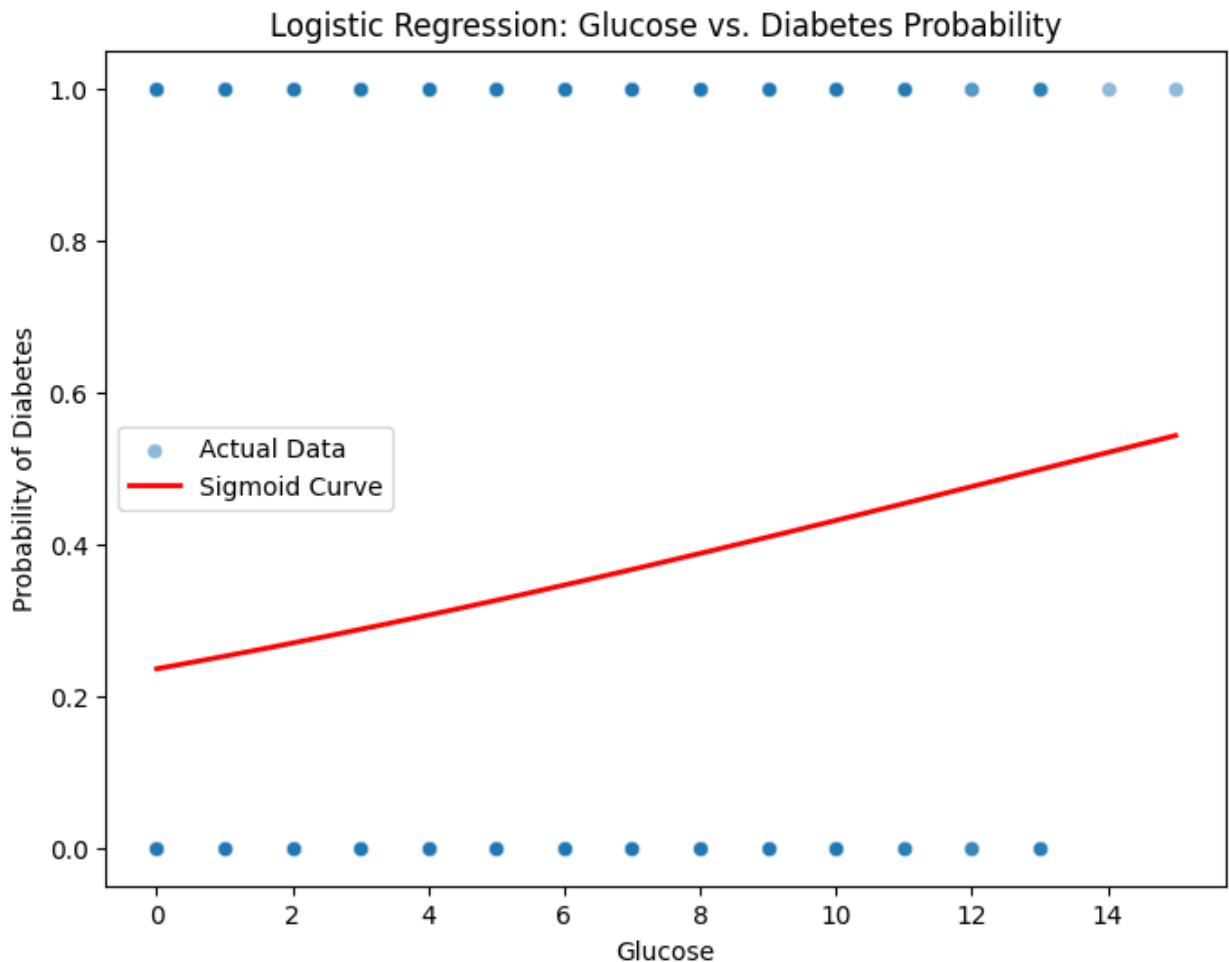 Logistic Regression: Glucose vs. Diabetes Probability
1.0
0.8
0.6
0.4
0.2
0.0
Probability of Diabetes
Actual Data
Sigmoid Curve
0 2 4 6 8 10 12 14
Glucose